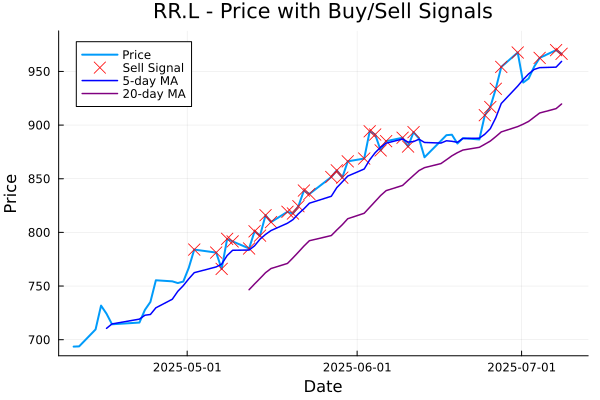 RR.L - Price with Buy/Sell Signals
Price
Sell Signal
5-day MA
20-day MA
Price
950
900
850
800
750
700
2025-05-01
2025-06-01
2025-07-01
Date